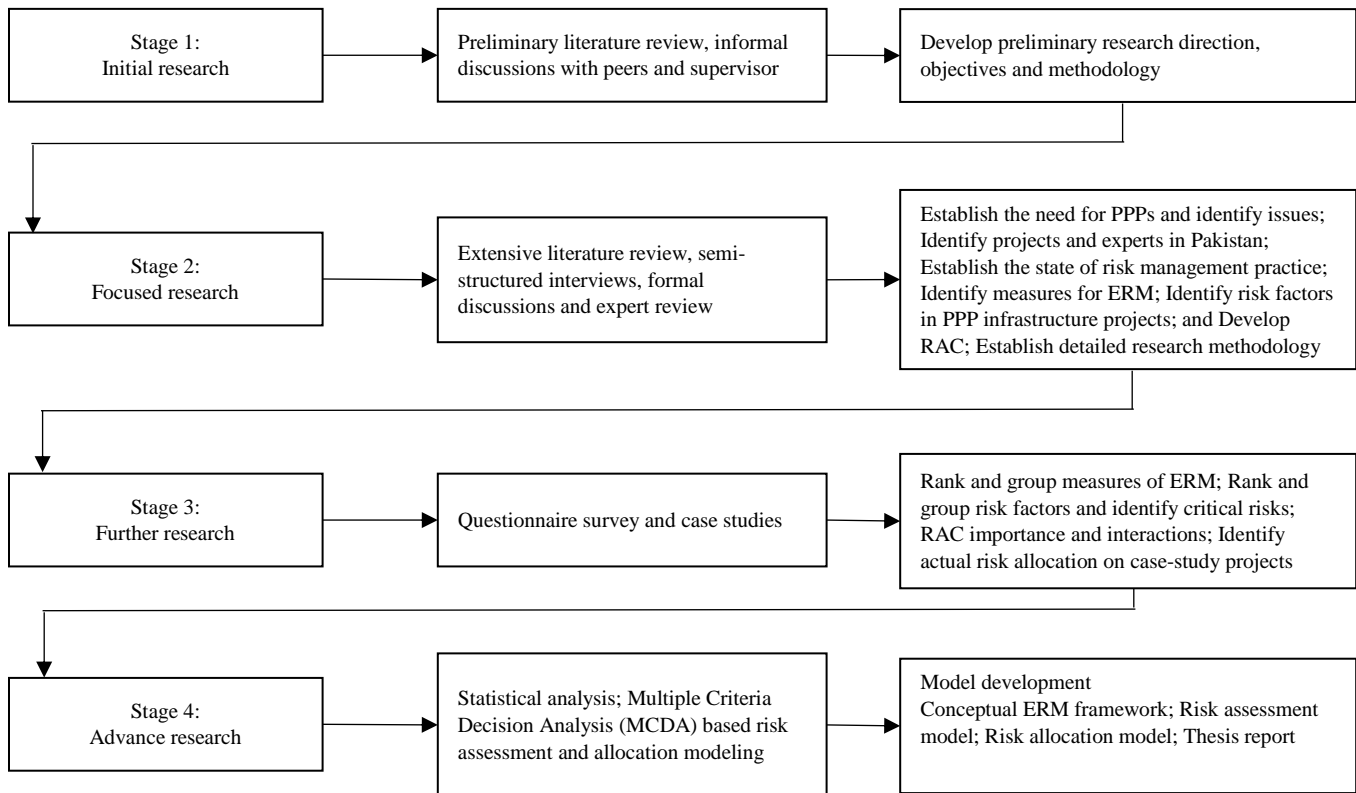 Stage 1:
Initial research
Preliminary literature review, informal
discussions with peers and supervisor
Develop preliminary research direction,
objectives and methodology
Stage 2:
Focused research
Extensive literature review, semi-
structured interviews, formal
discussions and expert review
Establish the need for PPPs and identify issues;
Identify projects and experts in Pakistan;
Establish the state of risk management practice;
Identify measures for ERM; Identify risk factors
in PPP infrastructure projects; and Develop
RAC; Establish detailed research methodology
Stage 3:
Further research
Questionnaire survey and case studies
Rank and group measures of ERM; Rank and
group risk factors and identify critical risks;
RAC importance and interactions; Identify
actual risk allocation on case-study projects
Stage 4:
Advance research
Statistical analysis; Multiple Criteria
Decision Analysis (MCDA) based risk
assessment and allocation modeling
Model development
Conceptual ERM framework; Risk assessment
model; Risk allocation model; Thesis report